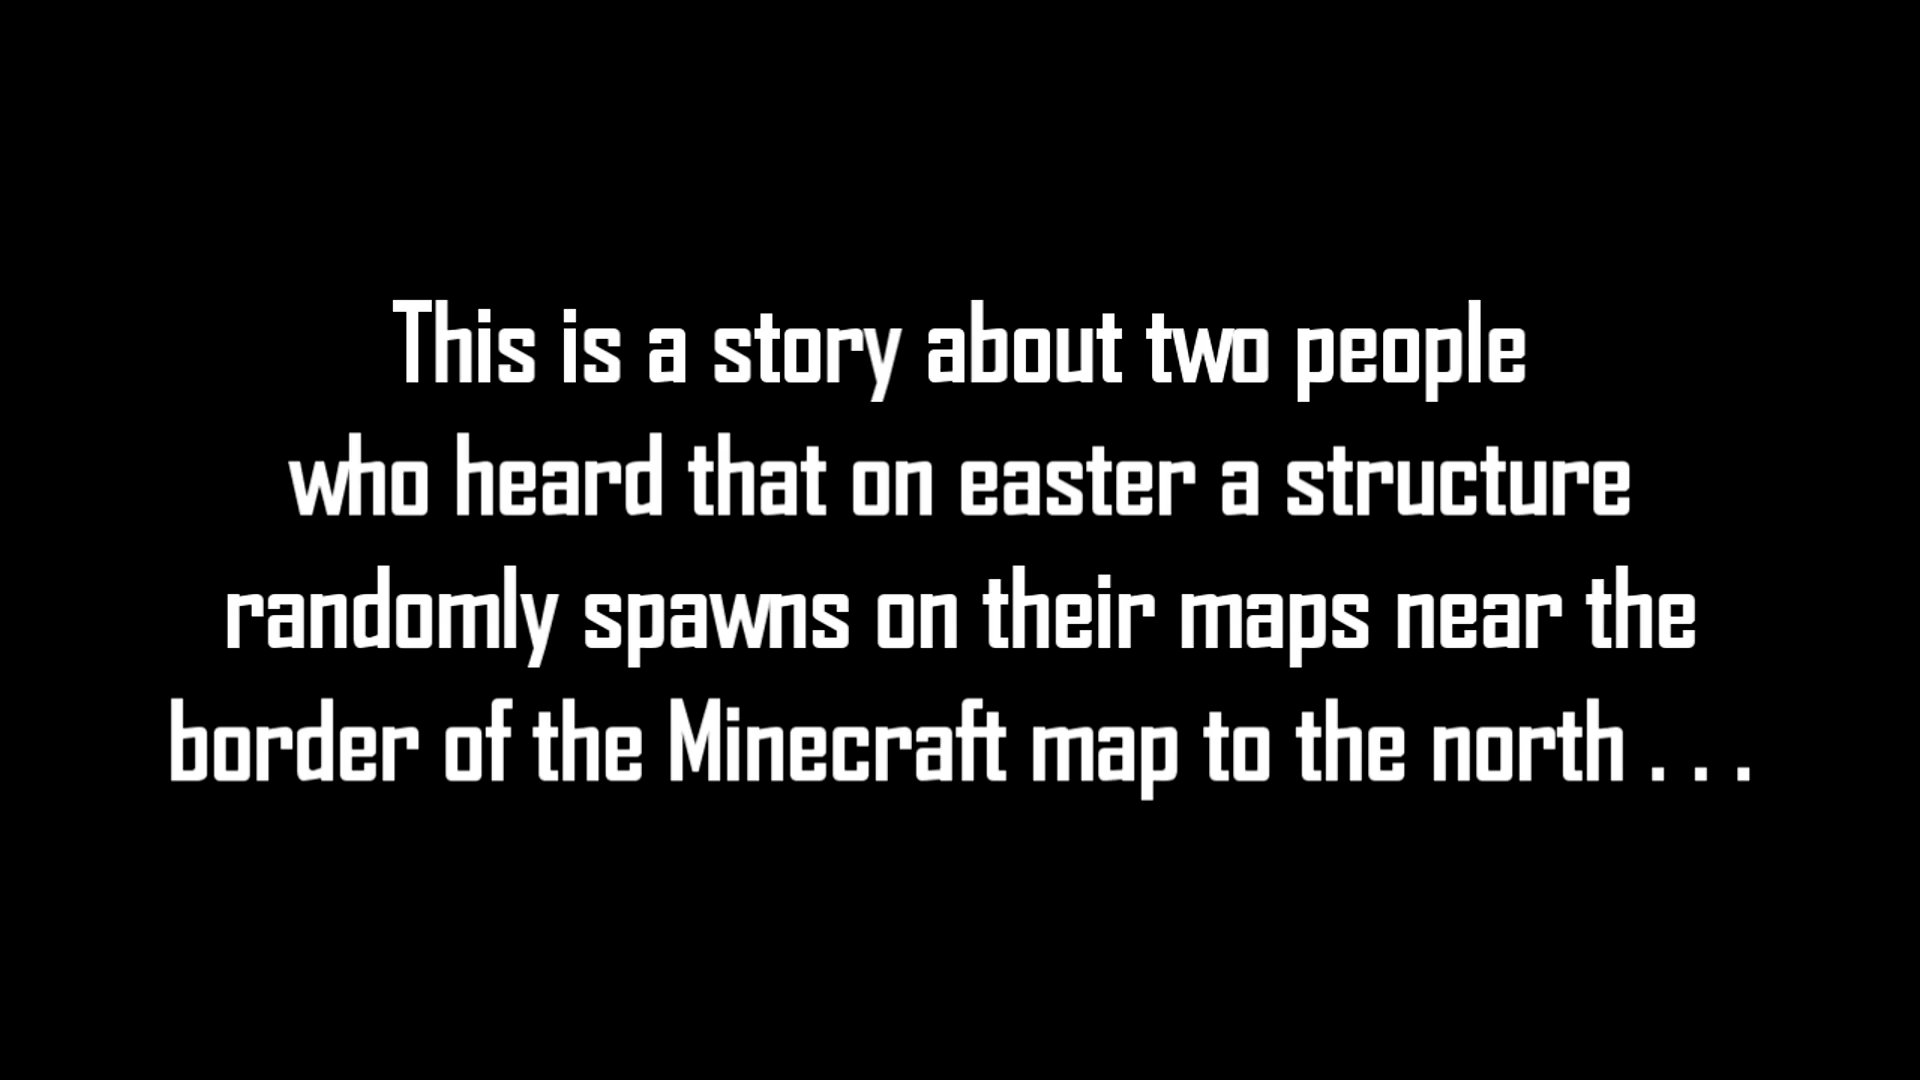 This is a story about two people
who heard that on easter a structure
randomly spawns on their maps near the
border of the Minecraft map to the north . . .